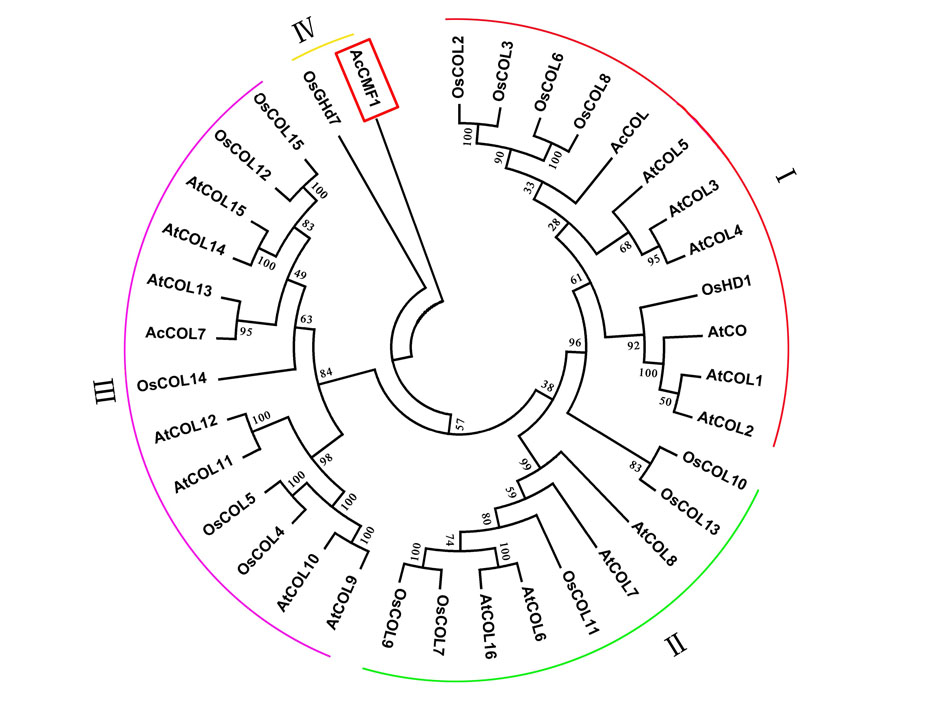 IV
AcCMF1
OsGHd7
OsCOL2
OsCOL3
OsCOL6
OsCOL8
AcCOL
AtCOL5
AtCOL3
AtCOL4
OsHD1
AtCO
AtCOL1
AtCOL2
I
OsCOL10
OsCOL13
AtCOL8
AtCOL7
OsCOL11
AtCOL6
AtCOL16
OsCOL7
OsCOL9
II
AtCOL9
AtCOL10
OsCOL4
OsCOL5
AtCOL11
AtCOL12
OsCOL14
AcCOL7
AtCOL13
AtCOL14
AtCOL15
OsCOL12
OsCOL15
III
100
90
100
33
28
68
95
61
92
100
50
96
83
38
99
59
80
74
100
100
57
84
98
100
100
100
100
63
49
95
83
100
100